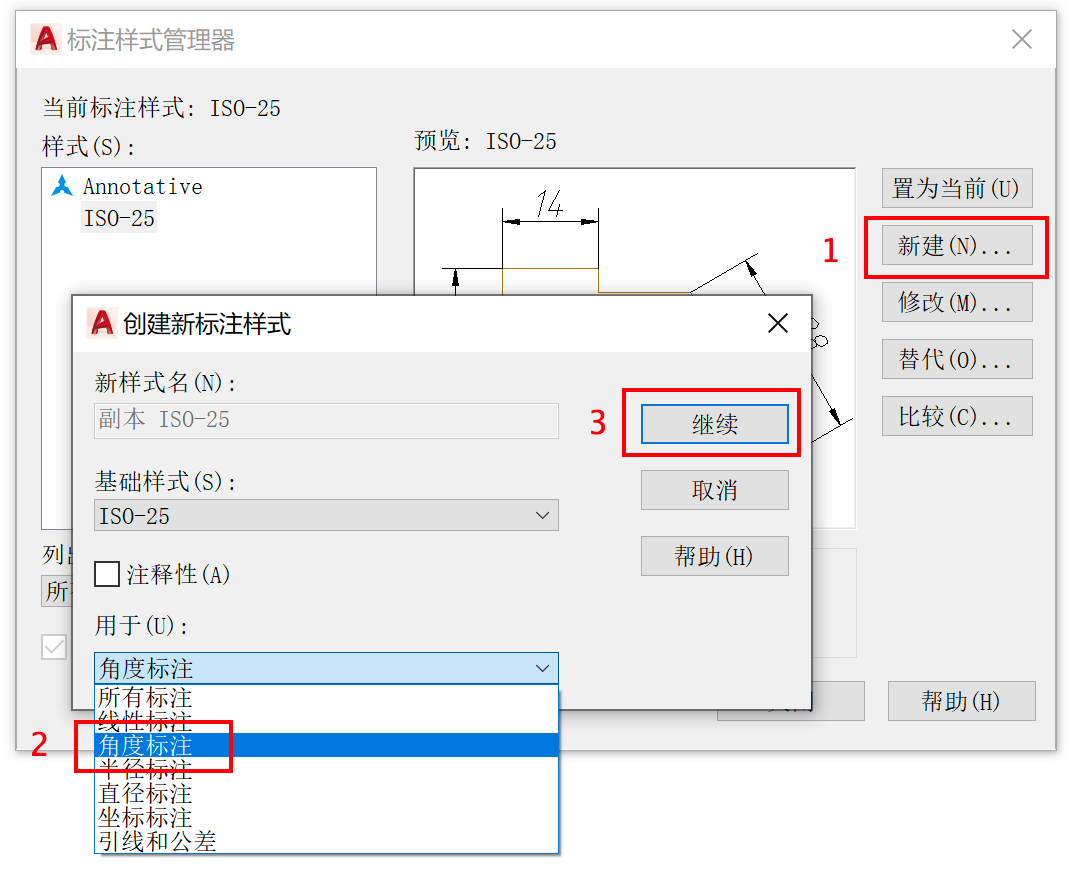 标注样式管理器
当前标注样式: ISO-25
样式(S):
预览: ISO-25
Annotative
ISO-25
14
置为当前(U)
1
新建(N)...
修改(M)...
替代(O)...
比较(C)...
创建新标注样式
新样式名(N):
副本 ISO-25
3
继续
基础样式(S):
ISO-25
取消
帮助(H)
列出
所有
注释性(A)
用于(U):
角度标注
所有标注
线性标注
2
角度标注
半径标注
直径标注
坐标标注
引线和公差
帮助(H)